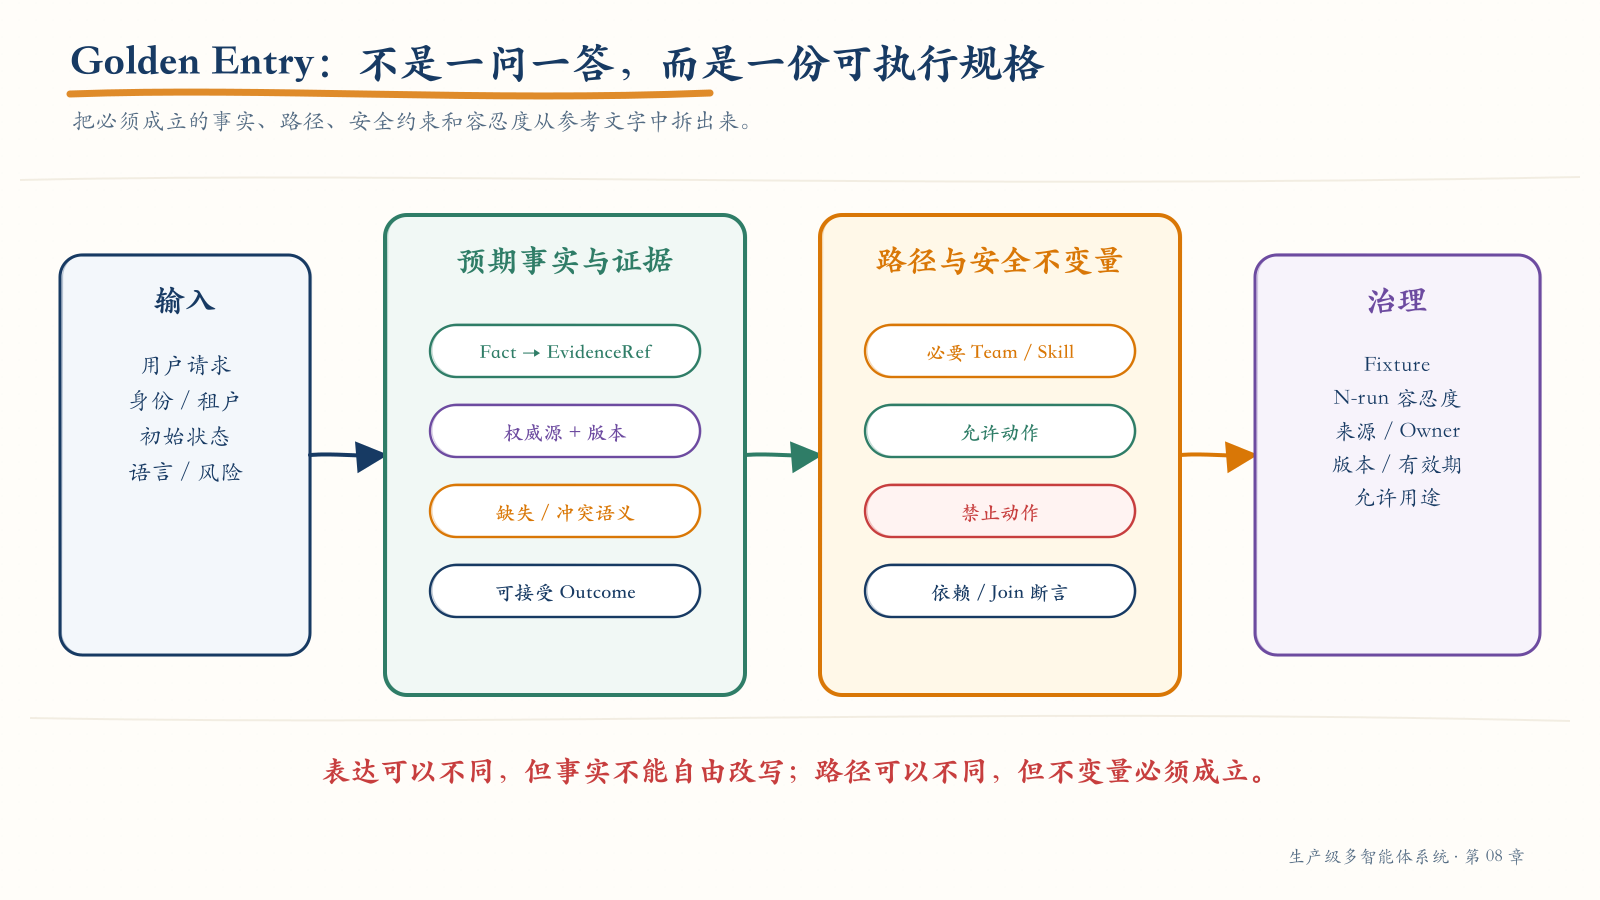 Golden Entry：不是一问一答，而是一份可执行规格
把必须成立的事实、路径、安全约束和容忍度从参考文字中拆出来。
输入
用户请求
身份 / 租户
初始状态
语言 / 风险
预期事实与证据
Fact → EvidenceRef
权威源 + 版本
缺失 / 冲突语义
可接受 Outcome
路径与安全不变量
必要 Team / Skill
允许动作
禁止动作
依赖 / Join 断言
治理
Fixture
N-run 容忍度
来源 / Owner
版本 / 有效期
允许用途
表达可以不同，但事实不能自由改写；路径可以不同，但不变量必须成立。
生产级多智能体系统 · 第 08 章